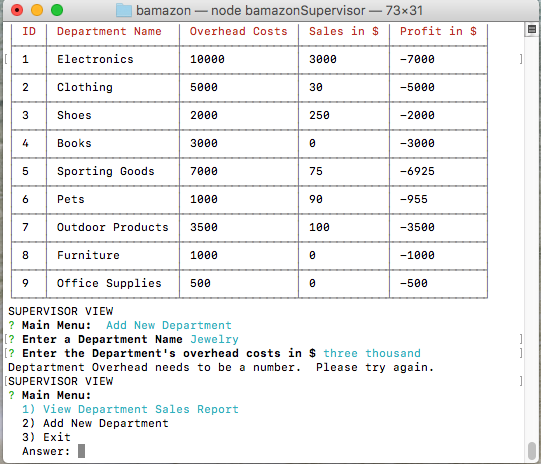 bamazon — node bamazonSupervisor — 73×31
ID Department Name Overhead Costs Sales in $ Profit in $
1 Electronics 10000 3000 -7000
2 Clothing 5000 30 -5000
3 Shoes 2000 250 -2000
4 Books 3000 0 -3000
5 Sporting Goods 7000 75 -6925
6 Pets 1000 90 -955
7 Outdoor Products 3500 100 -3500
8 Furniture 1000 0 -1000
9 Office Supplies 500 0 -500
SUPERVISOR VIEW
? Main Menu:  Add New Department
? Enter a Department Name Jewelry
? Enter the Department's overhead costs in $ three thousand
Deptartment Overhead needs to be a number.  Please try again.
SUPERVISOR VIEW
? Main Menu:
1) View Department Sales Report
2) Add New Department
3) Exit
Answer: